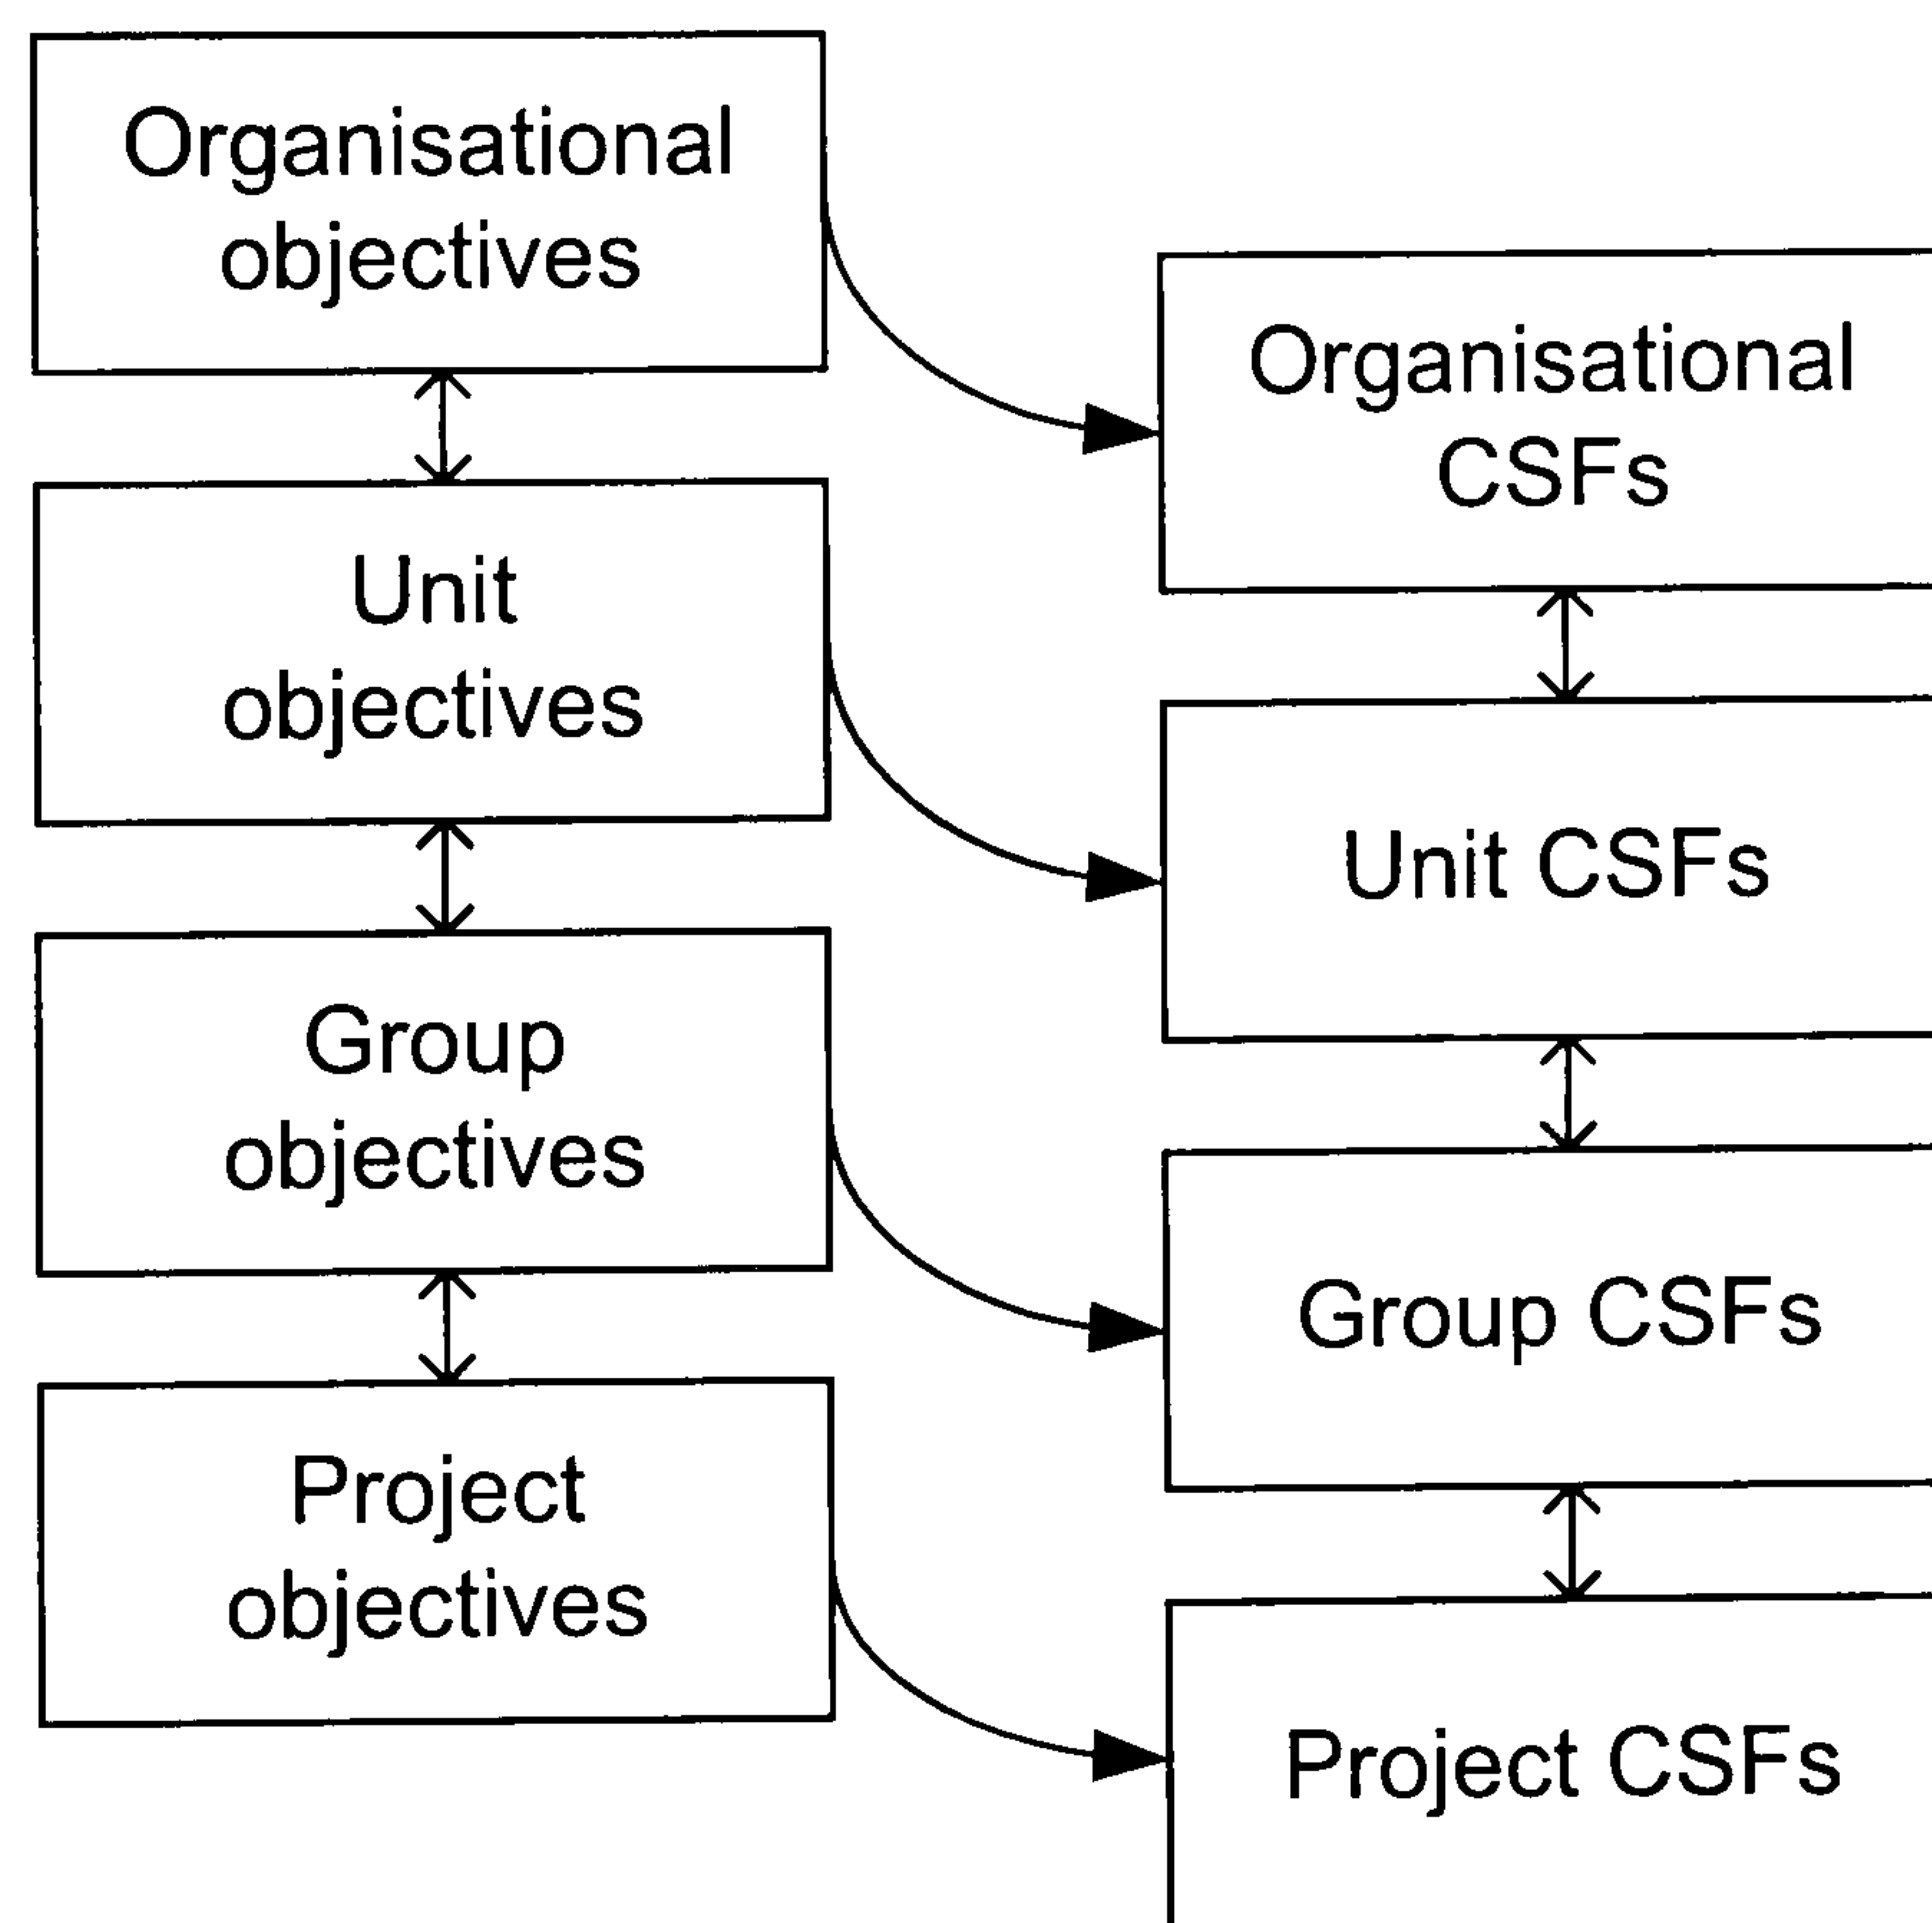 Organisational
objectives
Unit
objectives
Group
objectives
Project
objectives
Organisational
CSFs
Unit CSFs
Group CSFs
Project CSFs